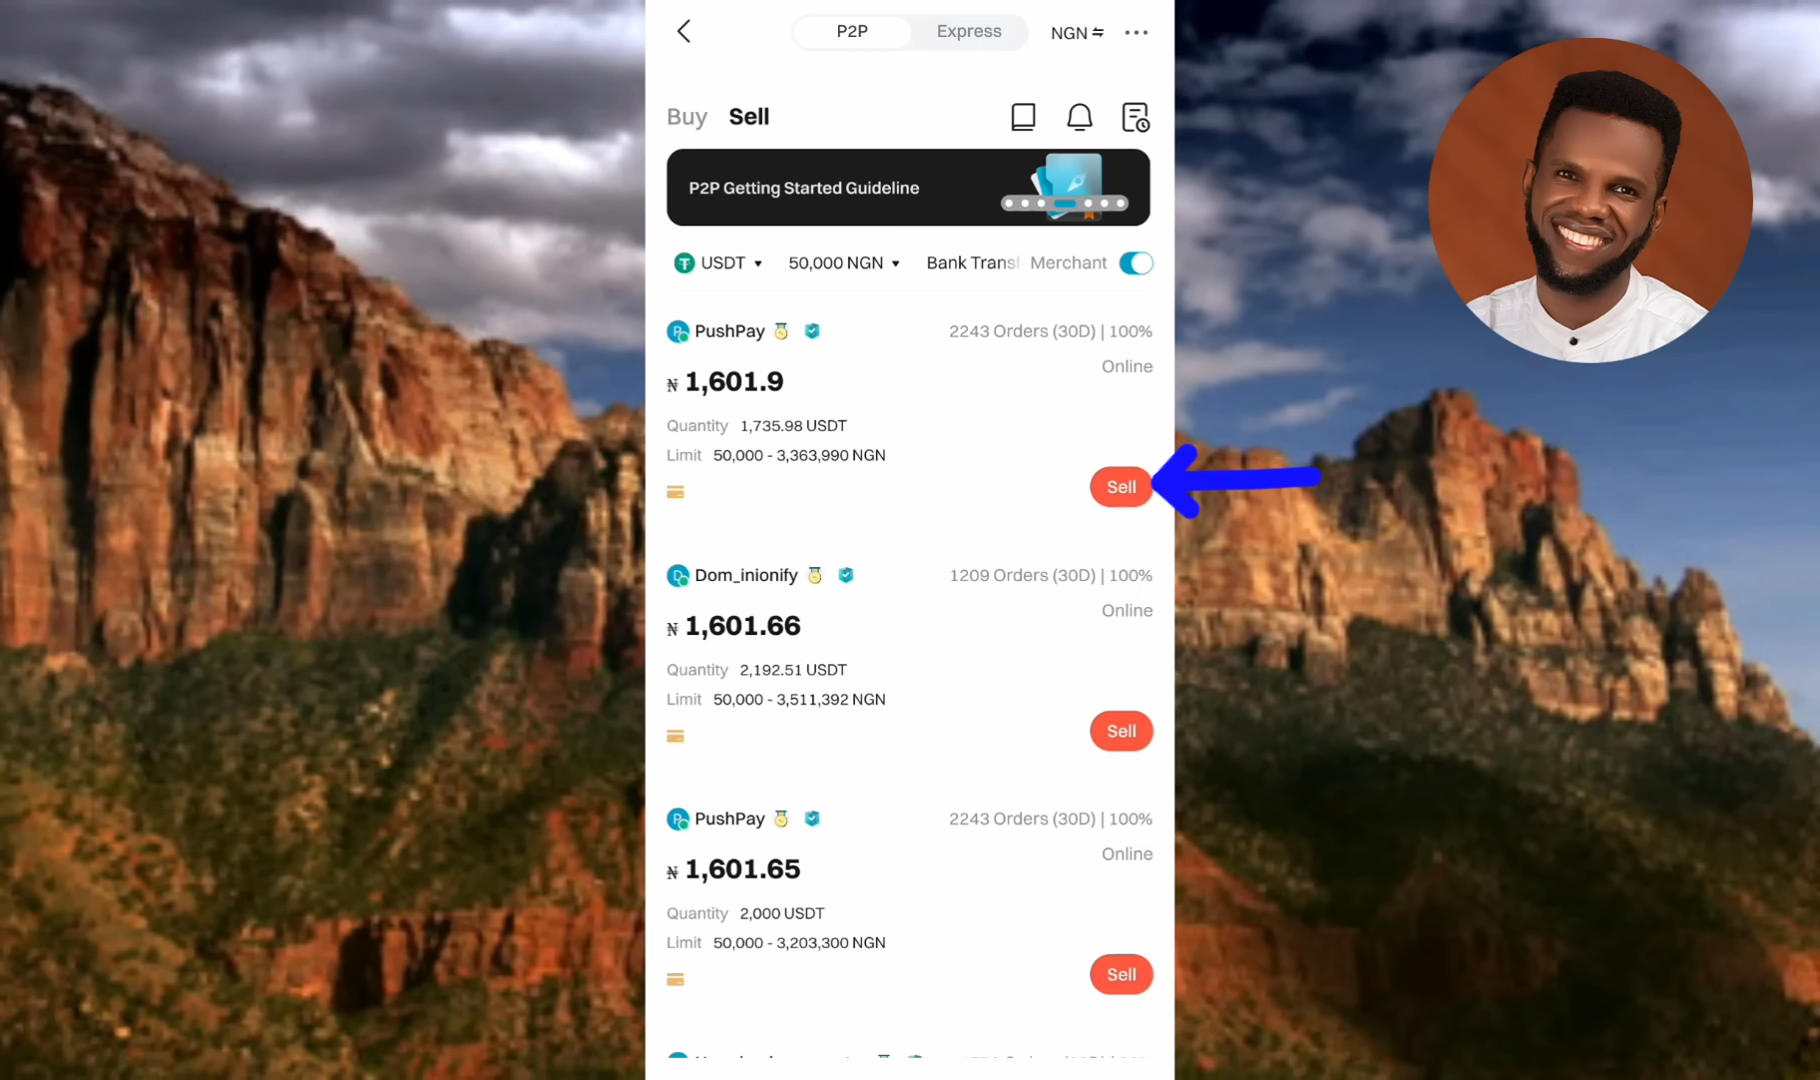 P2P Express NGN
Buy Sell
P2P Getting Started Guideline
USDT 50,000 NGN Bank Transf Merchant
PushPay 2243 Orders (30D) | 100%
Online
₦ 1,601.9
Quantity 1,735.98 USDT
Limit 50,000 - 3,363,990 NGN
Sell
Dom_inionify 1209 Orders (30D) | 100%
Online
₦ 1,601.66
Quantity 2,192.51 USDT
Limit 50,000 - 3,511,392 NGN
Sell
PushPay 2243 Orders (30D) | 100%
Online
₦ 1,601.65
Quantity 2,000 USDT
Limit 50,000 - 3,203,300 NGN
Sell